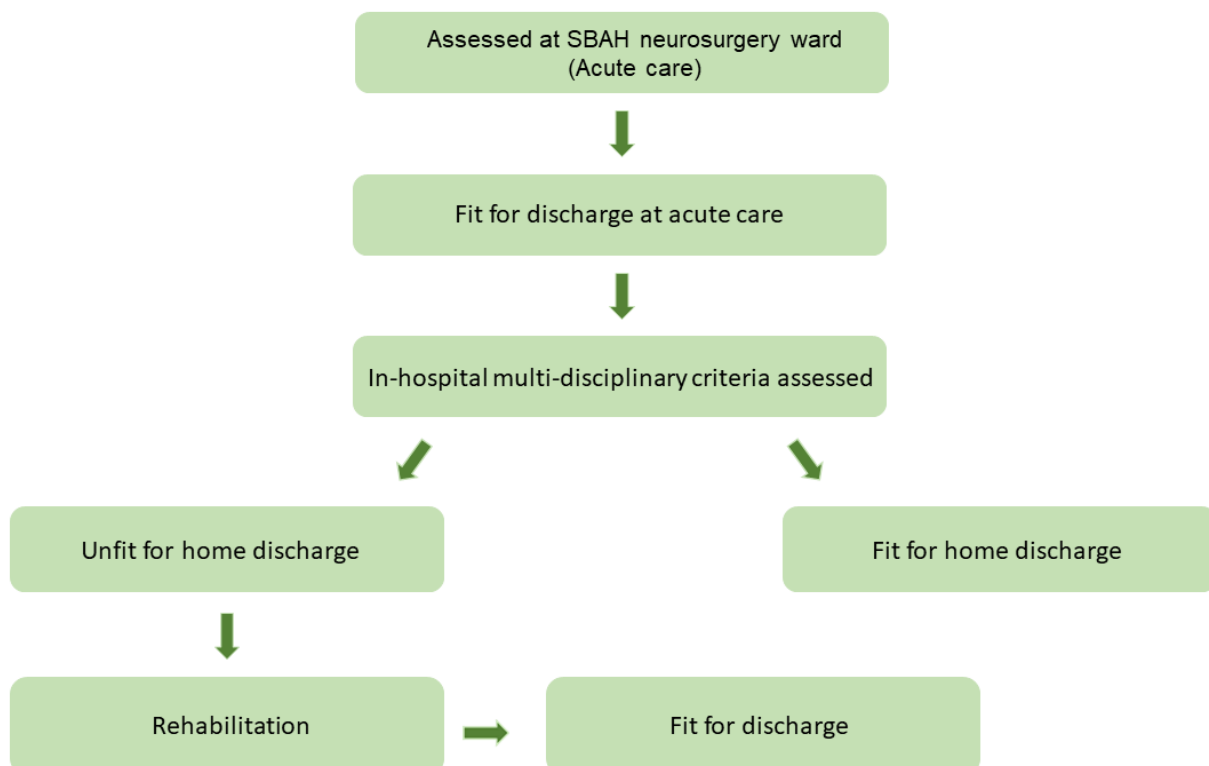 Assessed at SBAH neurosurgery ward
(Acute care)
Fit for discharge at acute care
In-hospital multi-disciplinary criteria assessed
Unfit for home discharge
Fit for home discharge
Rehabilitation
Fit for discharge